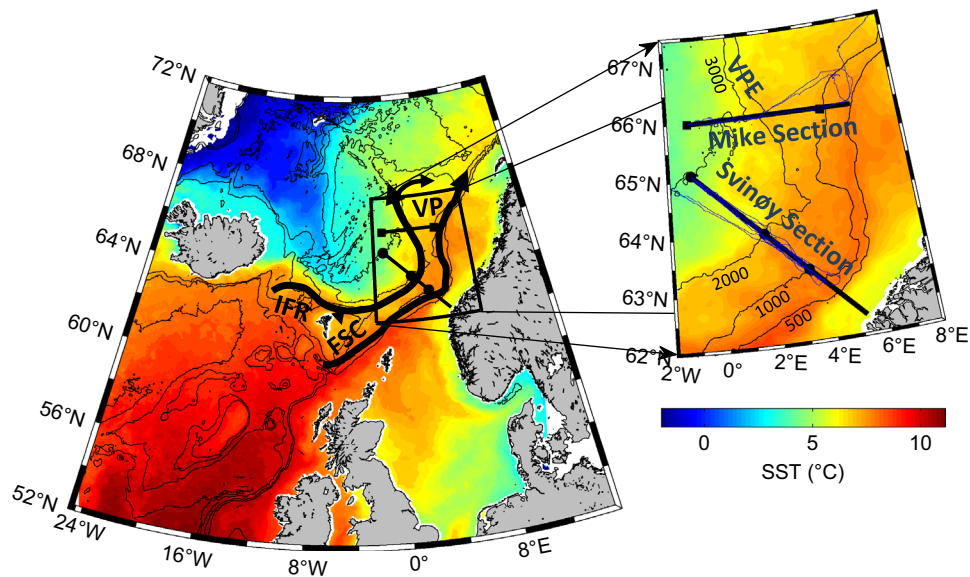 72°N
68°N
64°N
60°N
56°N
52°N
24°W
16°W
8°W
0°
8°E
VP
IFR
FSC
67°N
66°N
65°N
64°N
63°N
62°N
2°W
0°
2°E
4°E
6°E
8°E
3000
VPE
Mike Section
Svinøy Section
2000
1000
500
0
5
10
SST (°C)